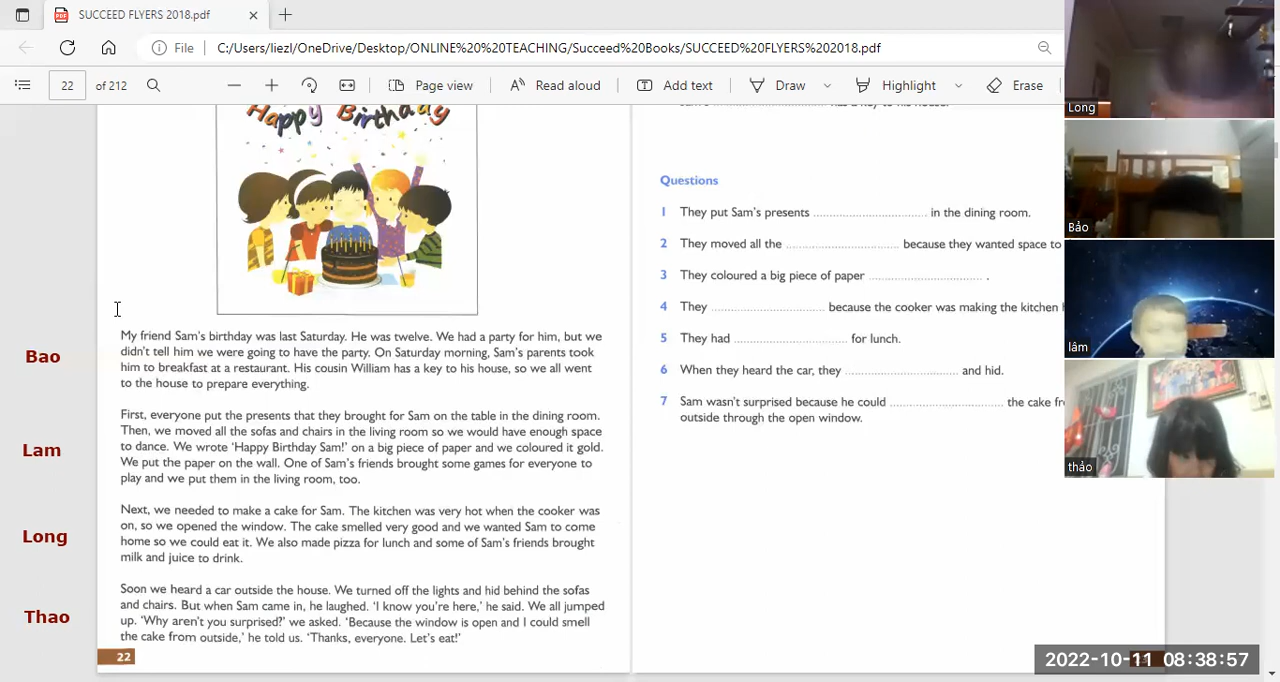 SUCCEED FLYERS 2018.pdf
File
C:/Users/liezl/OneDrive/Desktop/ONLINE%20%20TEACHING/Succeed%20Books/SUCCEED%20FLYERS%202018.pdf
22
of 212
Page view
Read aloud
Add text
Draw
Highlight
Erase
Happy Birthday
My friend Sam's birthday was last Saturday. He was twelve. We had a party for him, but we
didn't tell him we were going to have the party. On Saturday morning, Sam's parents took
him to breakfast at a restaurant. His cousin William has a key to his house, so we all went
to the house to prepare everything.
First, everyone put the presents that they brought for Sam on the table in the dining room.
Then, we moved all the sofas and chairs in the living room so we would have enough space
to dance. We wrote 'Happy Birthday Sam!' on a big piece of paper and we coloured it gold.
We put the paper on the wall. One of Sam's friends brought some games for everyone to
play and we put them in the living room, too.
Next, we needed to make a cake for Sam. The kitchen was very hot when the cooker was
on, so we opened the window. The cake smelled very good and we wanted Sam to come
home so we could eat it. We also made pizza for lunch and some of Sam's friends brought
milk and juice to drink.
Soon we heard a car outside the house. We turned off the lights and hid behind the sofas
and chairs. But when Sam came in, he laughed. 'I know you're here,' he said. We all jumped
up. 'Why aren't you surprised?' we asked. 'Because the window is open and I could smell
the cake from outside,' he told us. 'Thanks, everyone. Let's eat!'
22
Bao
Lam
Long
Thao
has a key to his house.
Questions
1 They put Sam's presents .............................. in the dining room.
2 They moved all the .............................. because they wanted space to
3 They coloured a big piece of paper .............................. .
4 They .............................. because the cooker was making the kitchen
5 They had .............................. for lunch.
6 When they heard the car, they .............................. and hid.
7 Sam wasn't surprised because he could .............................. the cake
outside through the open window.
Long
Bảo
lâm
thảo
2022-10-11 08:38:57